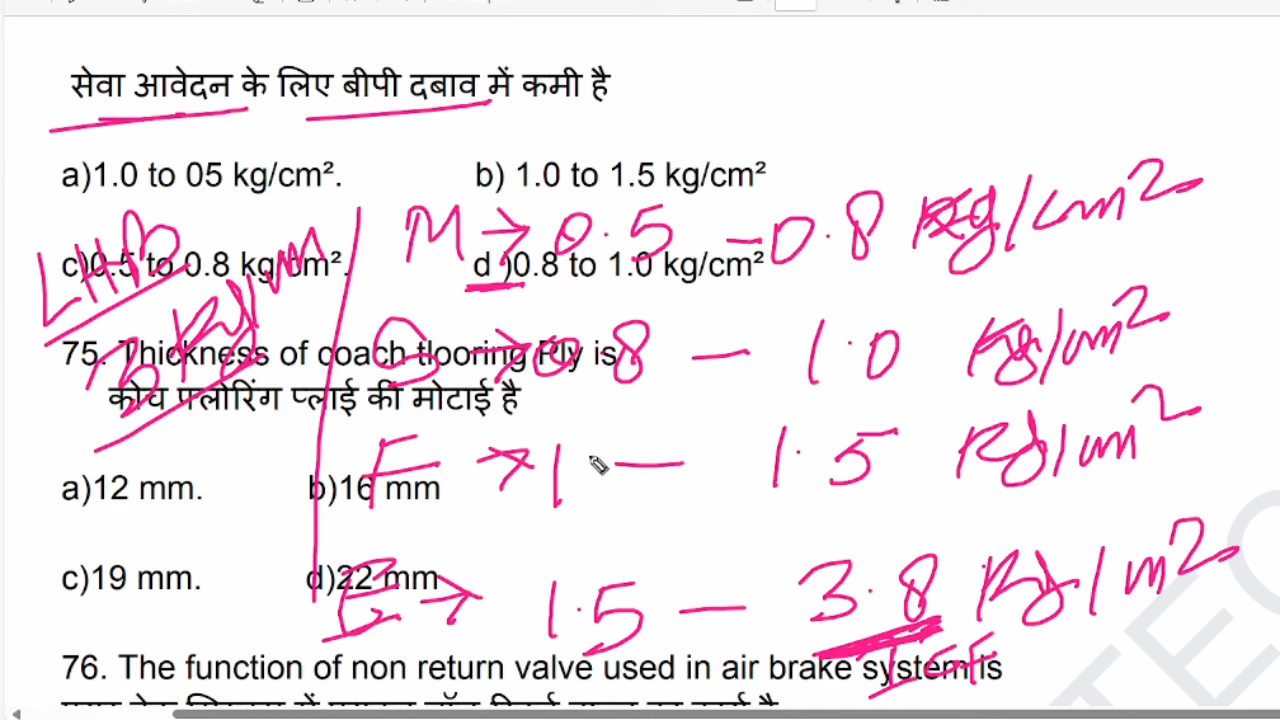 सेवा आवेदन के लिए बीपी दबाव में कमी है
a)1.0 to 05 kg/cm². b) 1.0 to 1.5 kg/cm²
M → 0.5 - 0.8 Kg/cm²
LHB
c)0.5 to 0.8 kg/cm². d )0.8 to 1.0 kg/cm²
3 Kg/cm
S → 0.8 - 1.0 Kg/cm²
75. Thickness of coach flooring Ply is
कोच फ्लोरिंग प्लाई की मोटाई है
F → 1 - 1.5 Kg/cm²
a)12 mm. b)16 mm
c)19 mm. d)22 mm
E → 1.5 - 3.8 Kg/cm²
76. The function of non return valve used in air brake system is